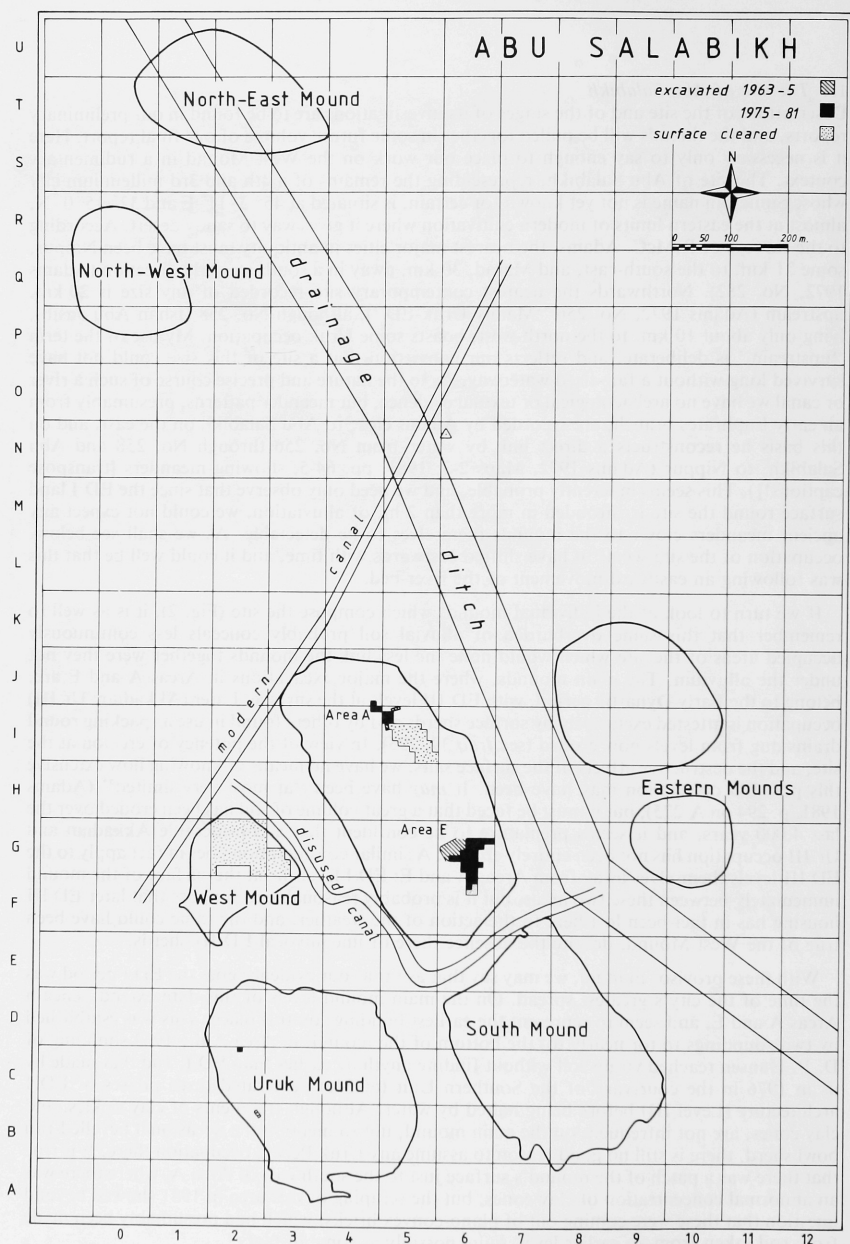 ABU SALABIKH
excavated 1963-5
1975-81
surface cleared
N
0 50 100 200 m.
U
T
S
R
Q
P
O
N
M
L
K
J
I
H
G
F
E
D
C
B
A
North-East Mound
North-West Mound
drainage ditch
modern canal
Area A
Area E
Eastern Mounds
West Mound
disused canal
South Mound
Uruk Mound
0 1 2 3 4 5 6 7 8 9 10 11 12